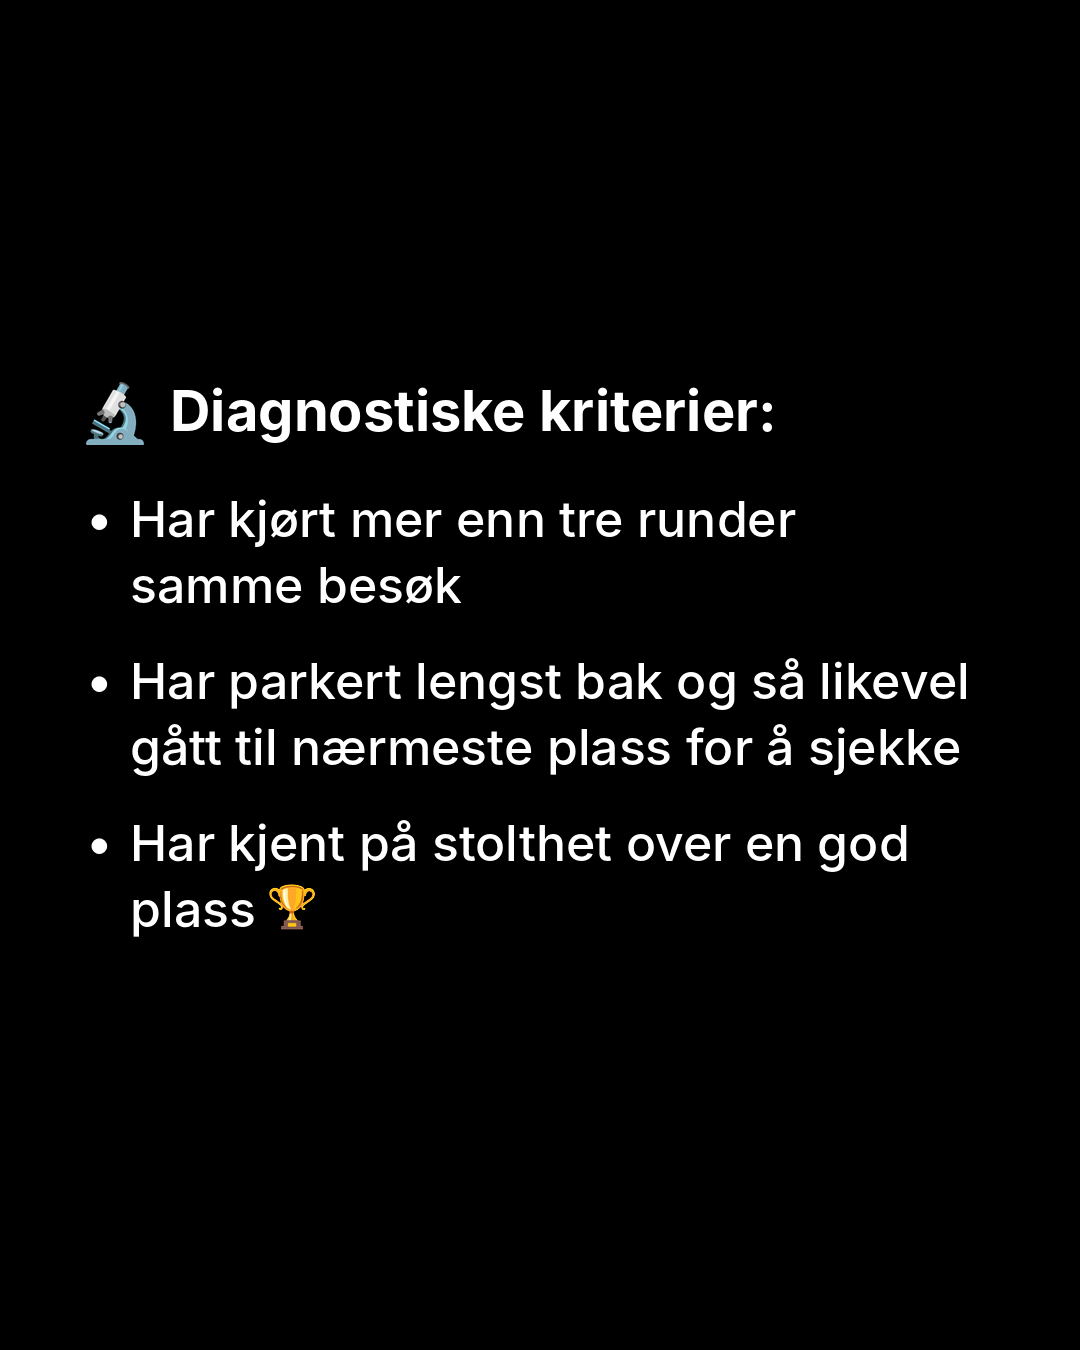 🔬 Diagnostiske kriterier:
• Har kjørt mer enn tre runder
samme besøk
• Har parkert lengst bak og så likevel
gått til nærmeste plass for å sjekke
• Har kjent på stolthet over en god
plass 🏆